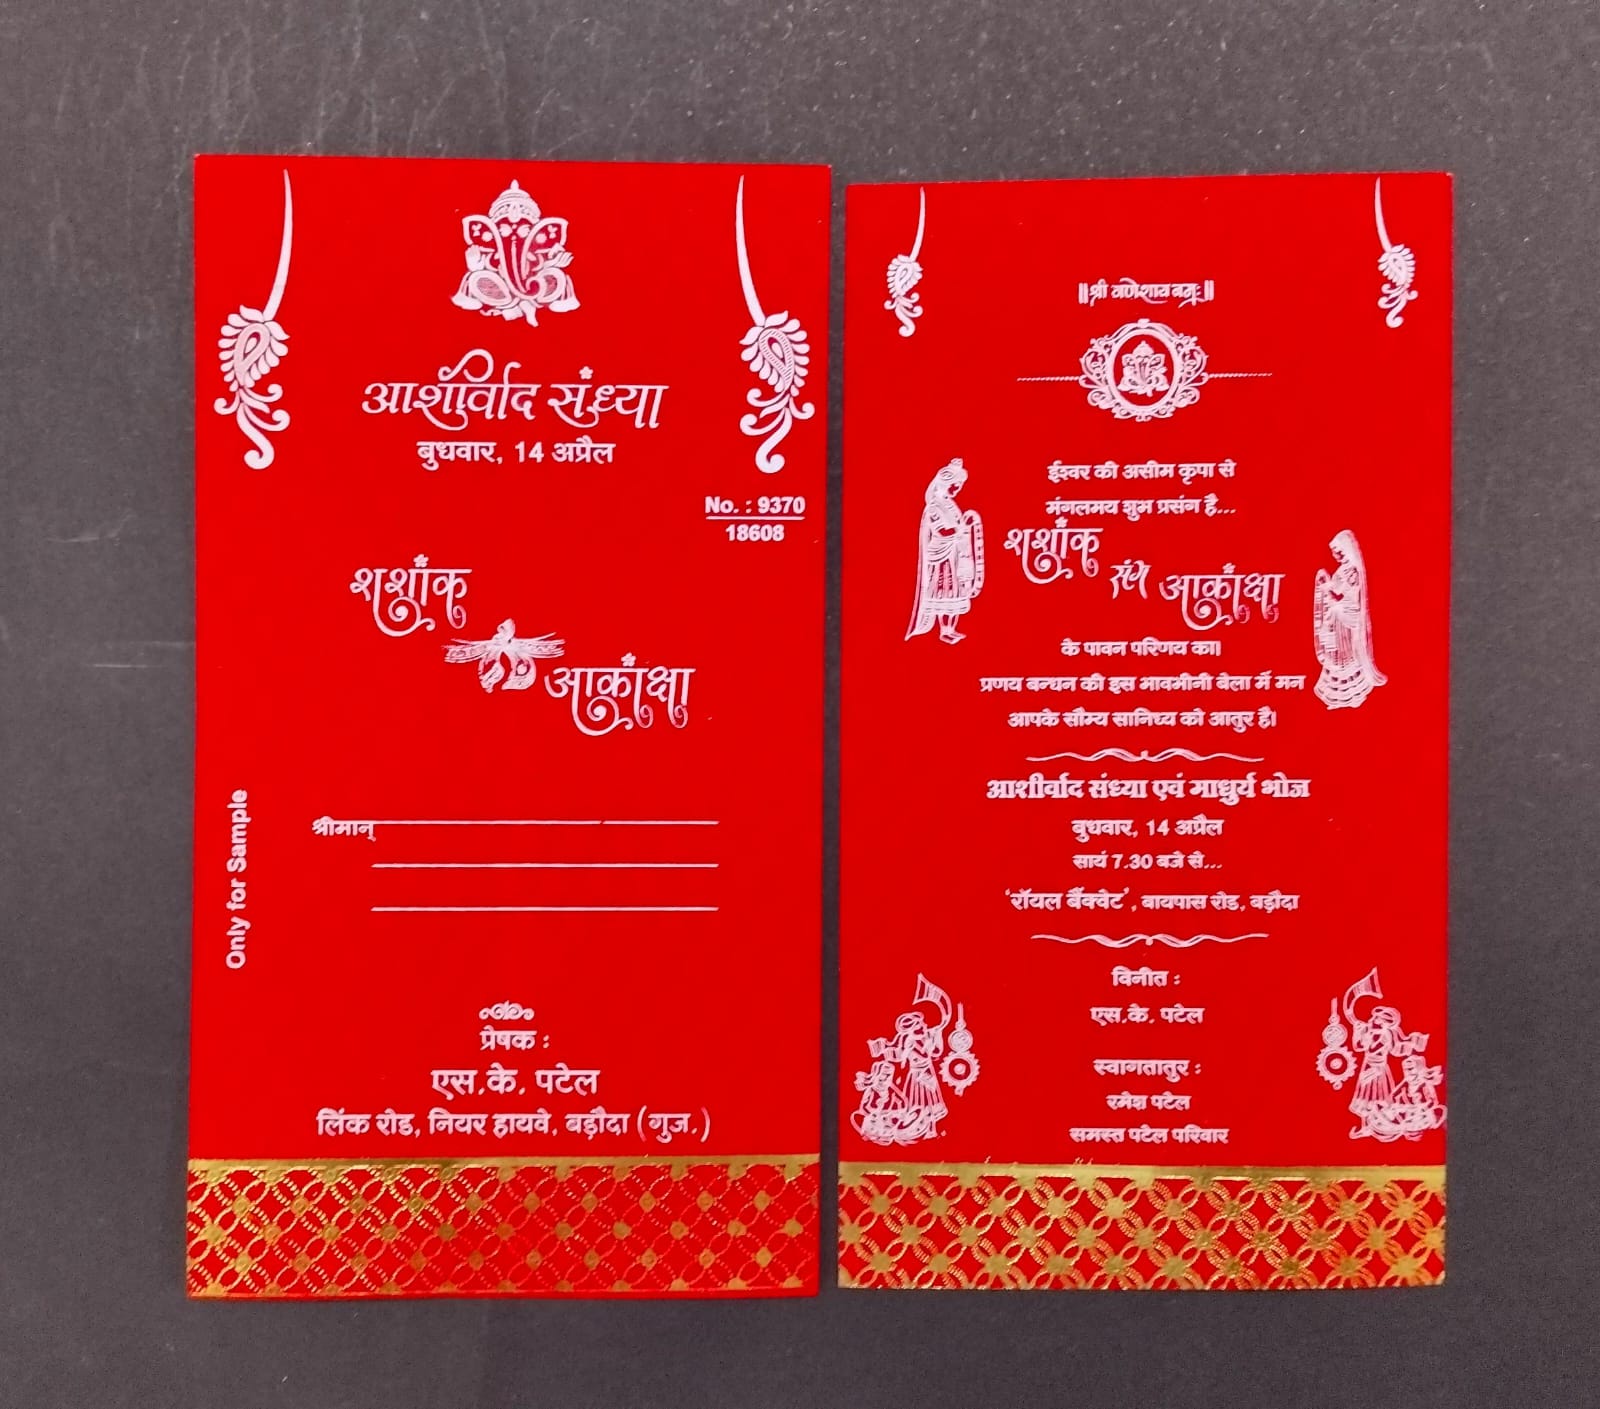 आर्शीवाद संध्या
बुधवार, 14 अप्रैल
No. : 9370
18608
शशांक
आकांक्षा
श्रीमान्
Only for Sample
प्रेषक :
एस.के. पटेल
लिंक रोड, नियर हायवे, बड़ौदा (गुज.)
॥श्री गणेशाय नमः॥
ईश्वर की असीम कृपा से
मंगलमय शुभ प्रसंग है...
शशांक
संग
आकांक्षा
के पावन परिणय का।
प्रणय बन्धन की इस भावभीनी बेला में मन
आपके सौम्य सानिध्य को आतुर है।
आशीर्वाद संध्या एवं माधुर्य भोज
बुधवार, 14 अप्रैल
सायं 7.30 बजे से...
'रॉयल बैंक्वेट', बायपास रोड, बड़ौदा
विनीत :
एस.के. पटेल
स्वागतातुर :
रमेश पटेल
समस्त पटेल परिवार